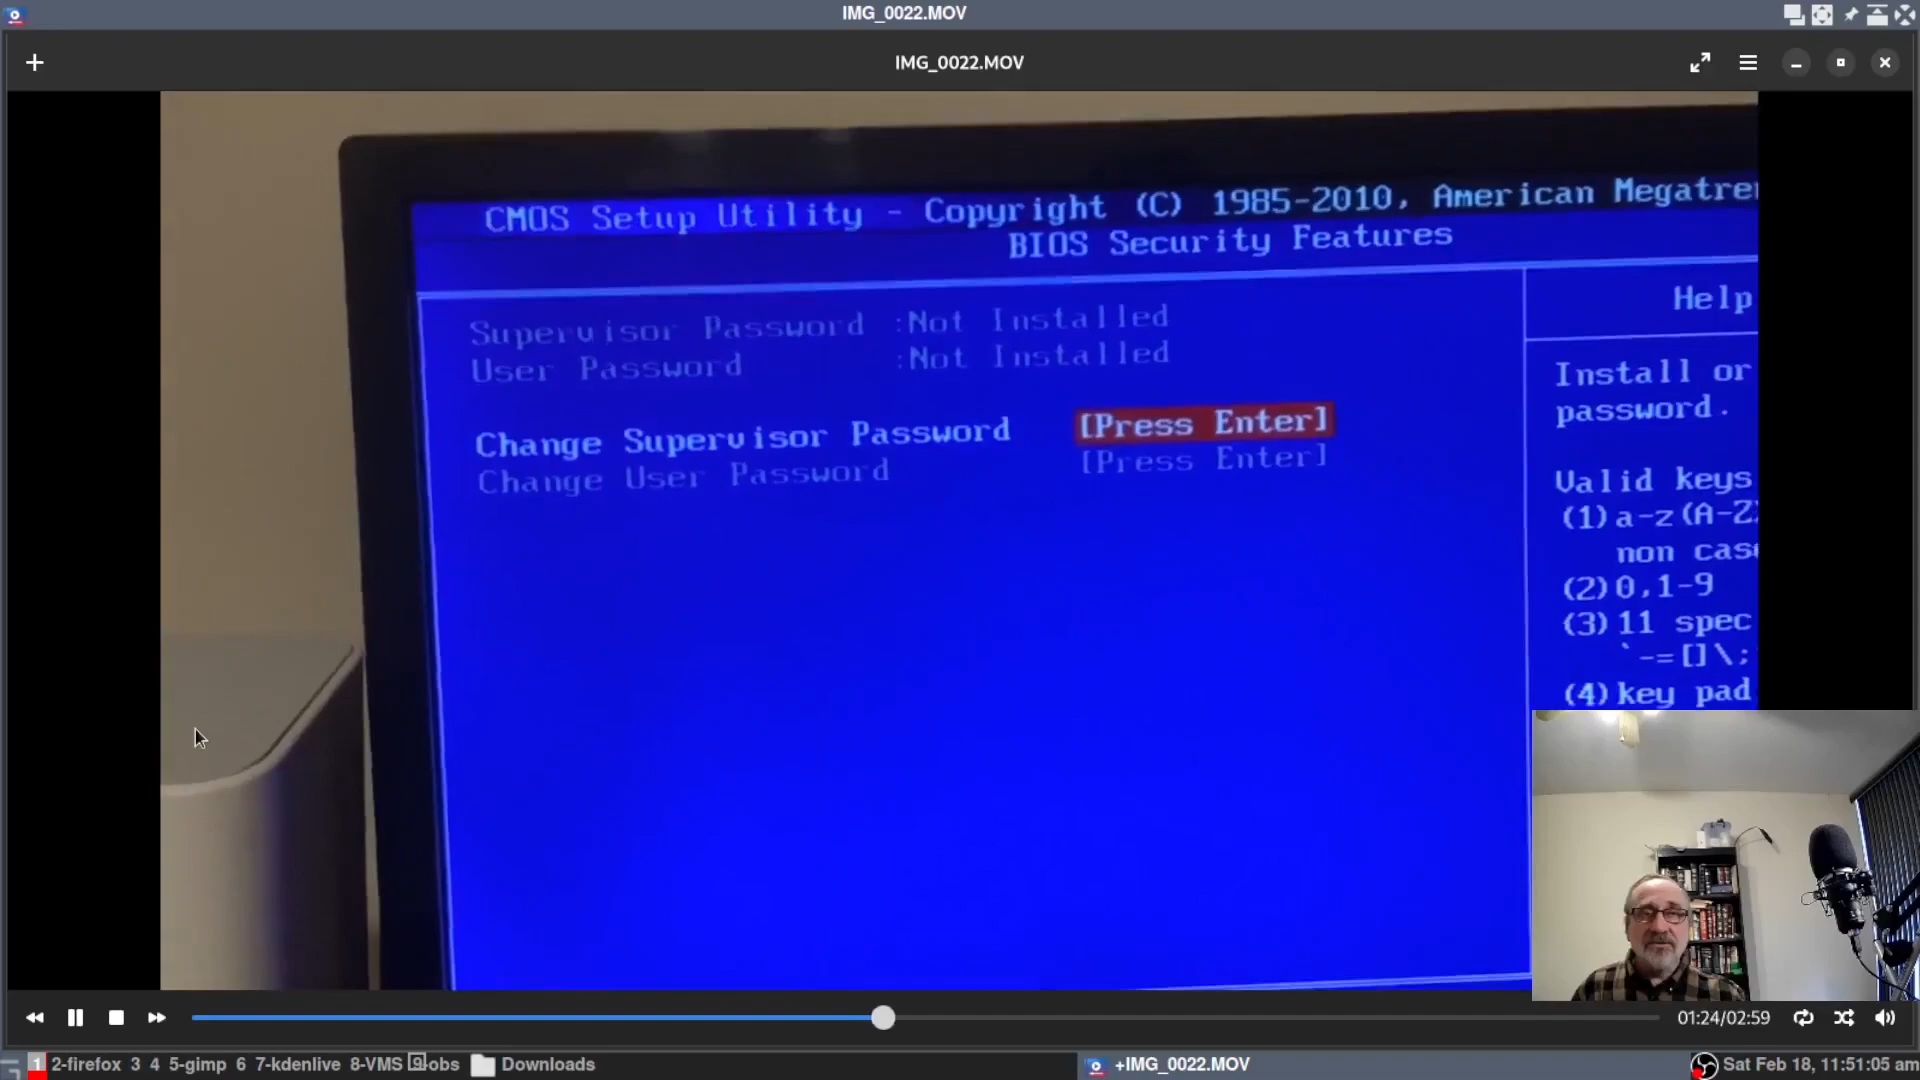 IMG_0022.MOV
IMG_0022.MOV
CMOS Setup Utility - Copyright (C) 1985-2010, American Megatre
BIOS Security Features
Supervisor Password :Not Installed
User Password :Not Installed
Change Supervisor Password [Press Enter]
Change User Password [Press Enter]
Help
Install or
password.
Valid keys
(1)a-z(A-Z
non cas
(2)0,1-9
(3)11 spec
`-=[]\;
(4)key pad
01:24/02:59
1 2-firefox 3 4 5-gimp 6 7-kdenlive 8-VMS 9-obs Downloads +IMG_0022.MOV Sat Feb 18, 11:51:05 am